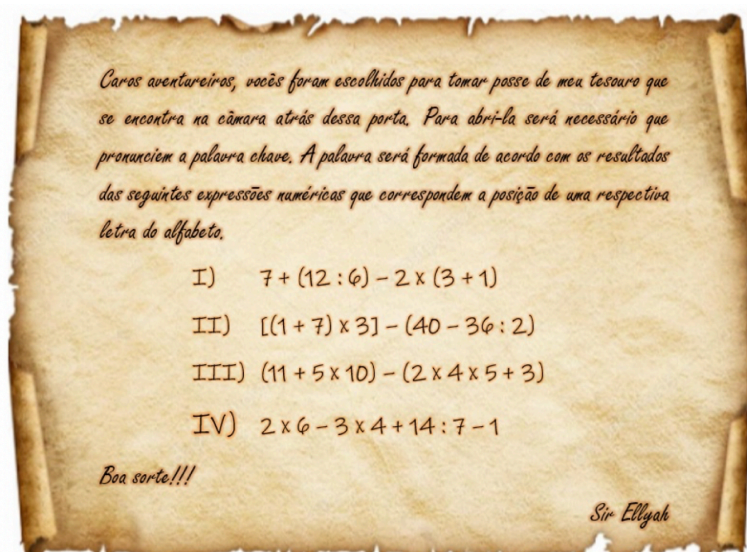 Caros aventureiros, vocês foram escolhidos para tomar posse de meu tesouro que
se encontra na câmara atrás dessa porta. Para abri-la será necessário que
pronunciem a palavra chave. A palavra será formada de acordo com os resultados
das seguintes expressões numéricas que correspondem a posição de uma respectiva
letra do alfabeto.
I) 7 + (12 : 6) - 2 x (3 + 1)
II) [(1 + 7) x 3] - (40 - 36 : 2)
III) (11 + 5 x 10) - (2 x 4 x 5 + 3)
IV) 2 x 6 - 3 x 4 + 14 : 7 - 1
Boa sorte!!!
Sir Ellyah